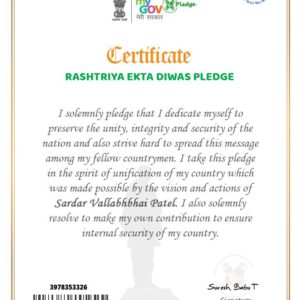 my
GOV
मेरी सरकार
Pledge
Certificate
RASHTRIYA EKTA DIWAS PLEDGE
I solemnly pledge that I dedicate myself to
preserve the unity, integrity and security of the
nation and also strive hard to spread this message
among my fellow countrymen. I take this pledge
in the spirit of unification of my country which
was made possible by the vision and actions of
Sardar Vallabhbhai Patel. I also solemnly
resolve to make my own contribution to ensure
internal security of my country.
3978353326
Suresh Babu T